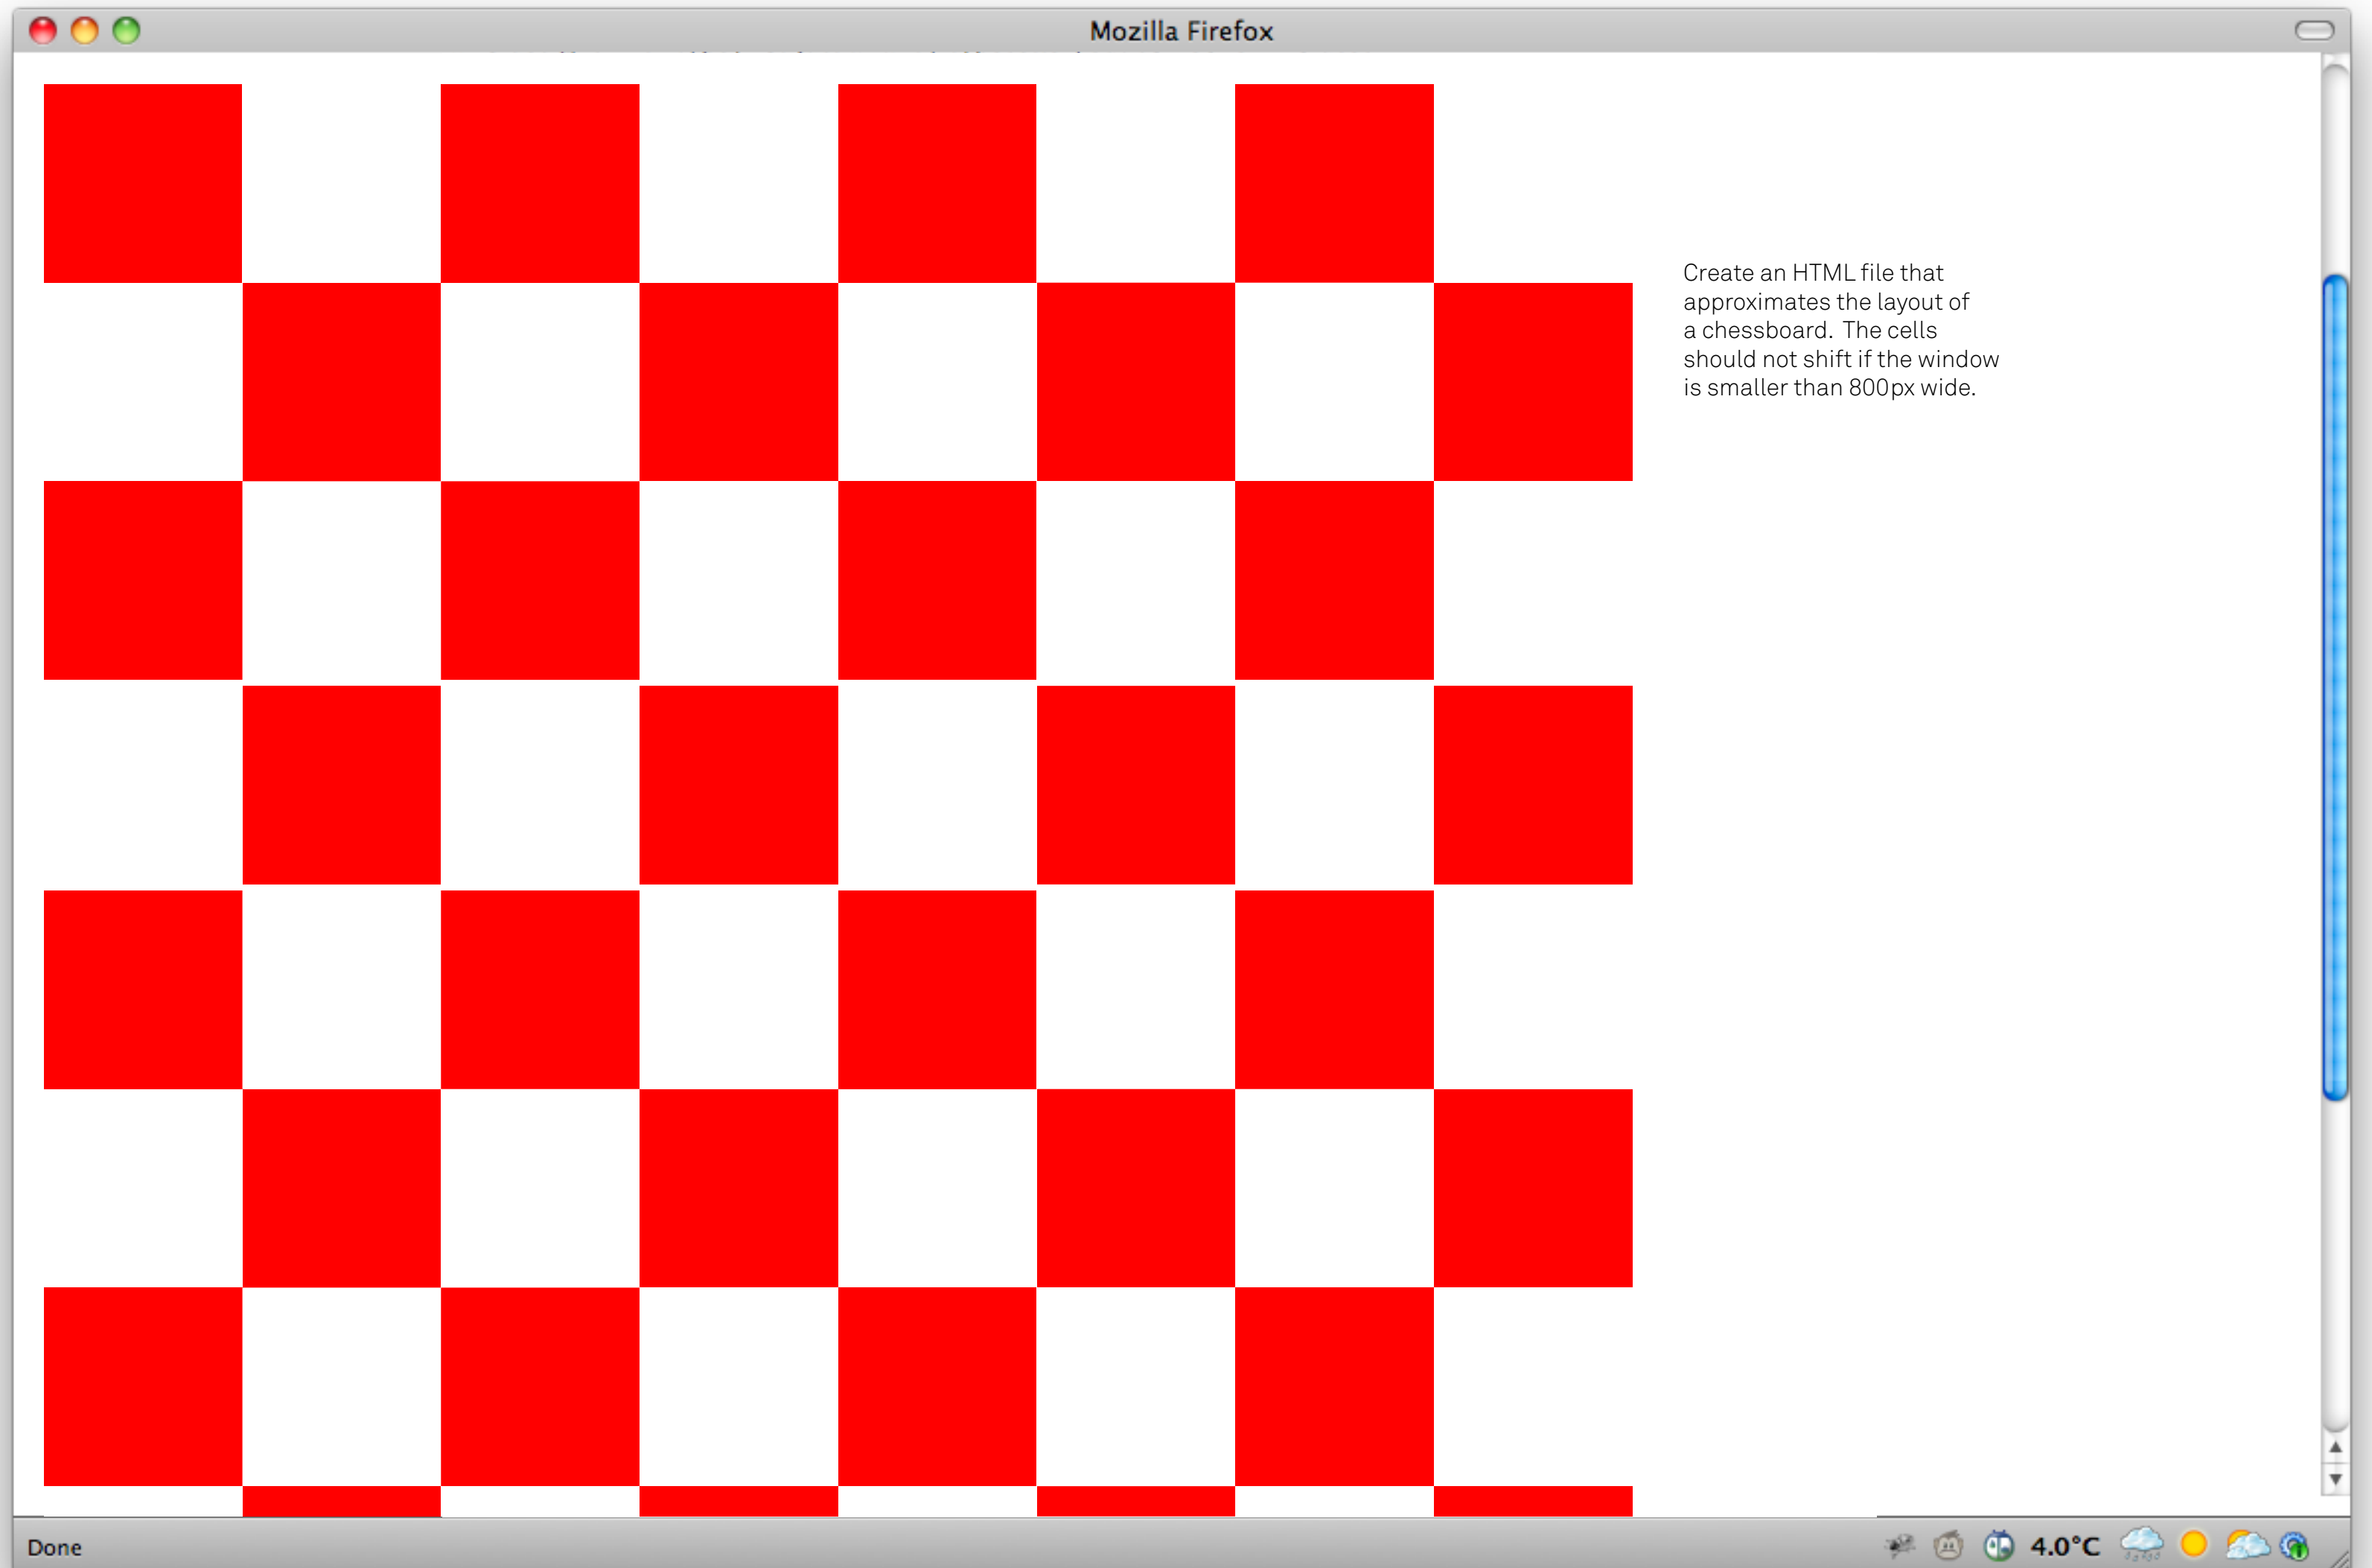 Mozilla Firefox
Create an HTML file that
approximates the layout of
a chessboard. The cells
should not shift if the window
is smaller than 800px wide.
Done
4.0°C